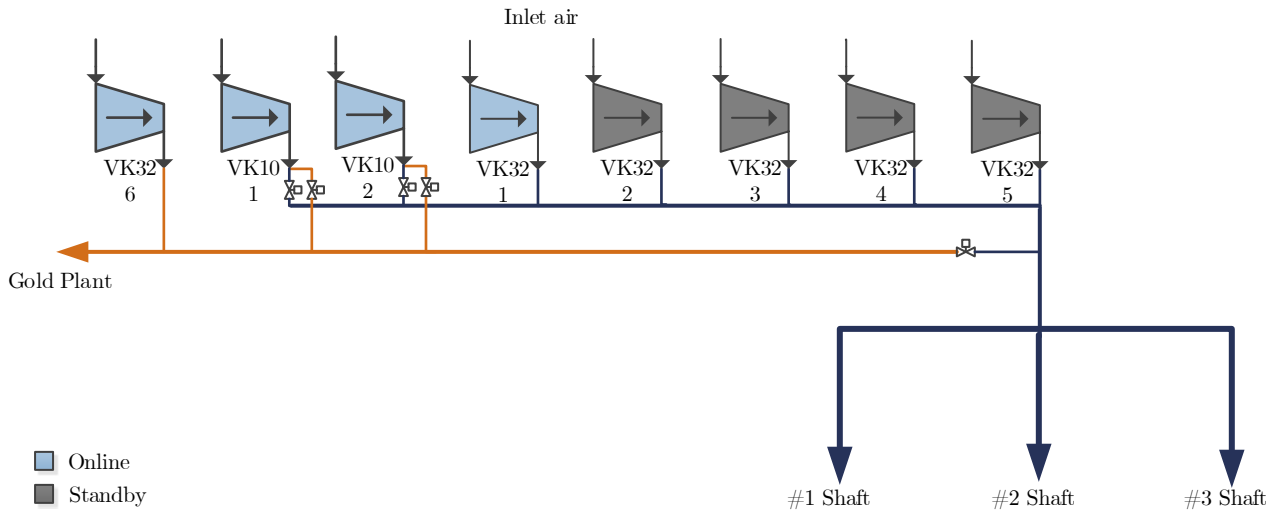 Inlet air
VK32
6
VK10
1
VK10
2
VK32
1
VK32
2
VK32
3
VK32
4
VK32
5
Gold Plant
Online
Standby
#1 Shaft
#2 Shaft
#3 Shaft